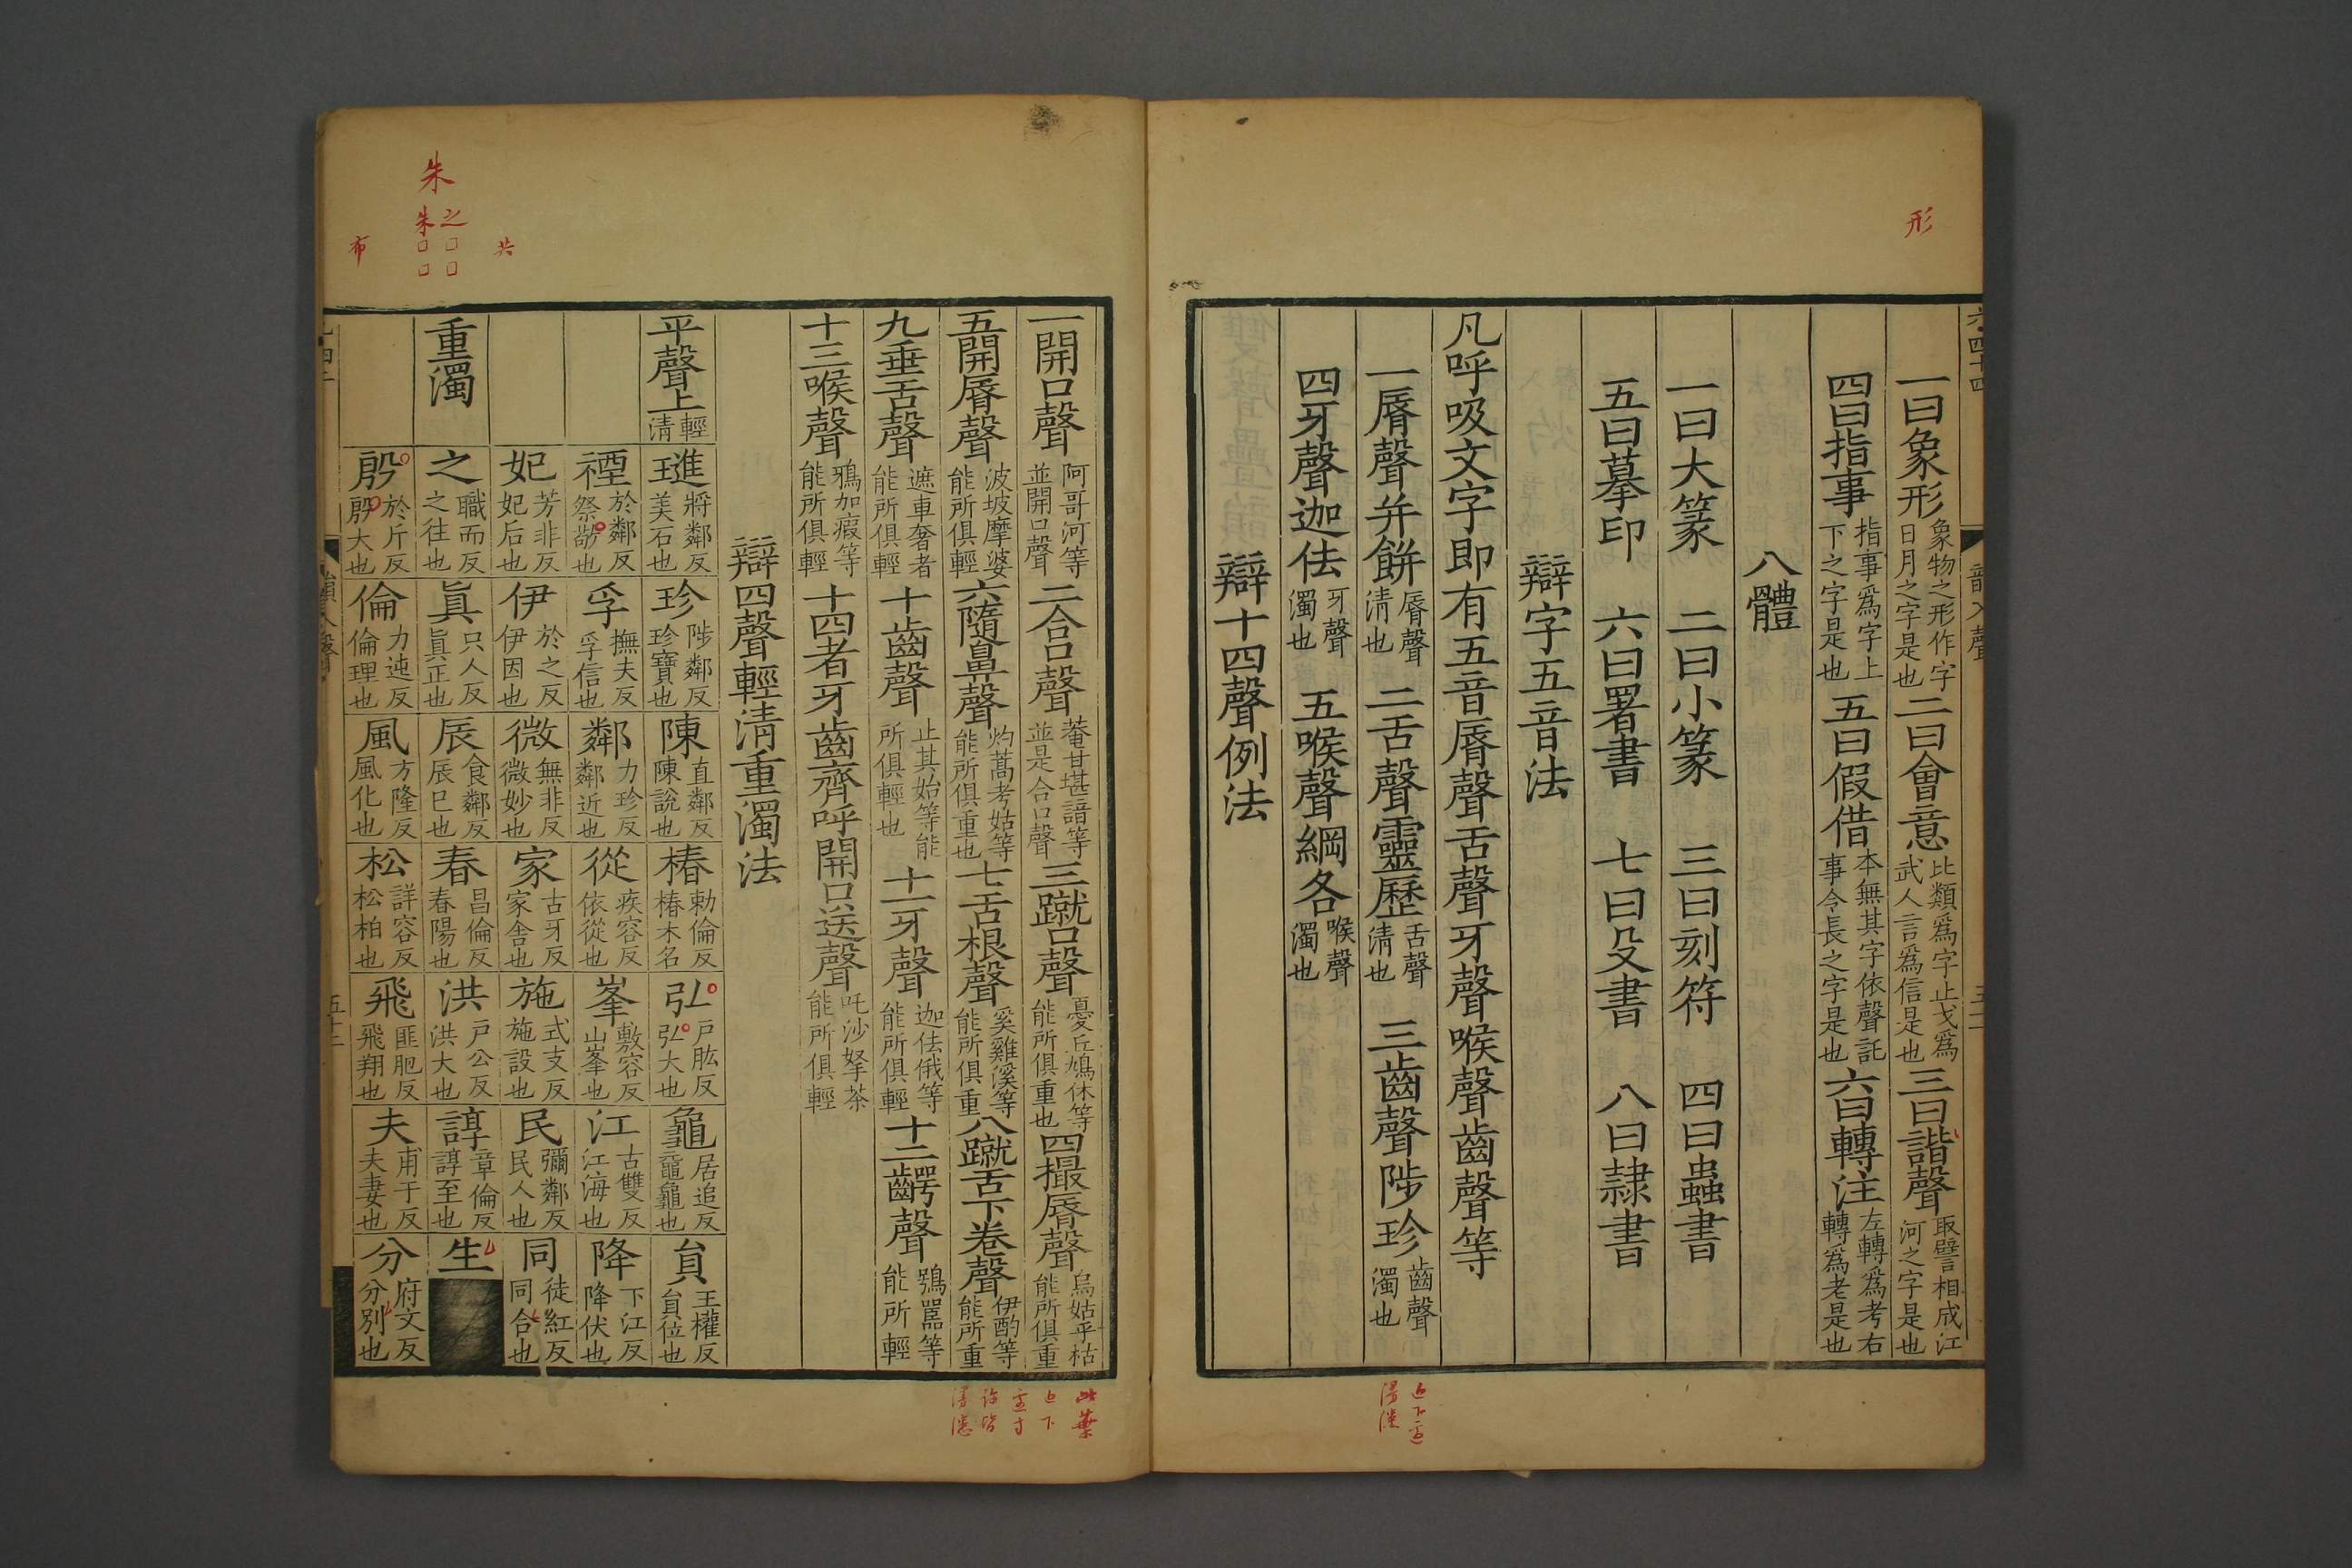 形
一曰象形象物之形作字日月之字是也二曰會意比類爲字止戈爲武人言爲信是也三曰諧聲取譬相成江河之字是也
四曰指事指事爲字上下之字是也五曰假借本無其字依聲託事令長之字是也六曰轉注左轉爲考右轉爲老是也
八體
一曰大篆 二曰小篆 三曰刻符 四曰蟲書
五曰摹印 六曰署書 七曰殳書 八曰隷書
辯字五音法
凡呼吸文字即有五音脣聲舌聲牙聲喉聲齒聲等
一脣聲并餅脣聲清也 二舌聲靈歷舌聲清也 三齒聲陟珍齒聲濁也
四牙聲迦佉牙聲濁也 五喉聲綱各喉聲濁也
辯十四聲例法
一開口聲阿哥河等並開口聲二合口聲菴甘堪諳等並是合口聲三蹴口聲憂丘鳩休等能所俱重也四撮脣聲烏姑乎枯能所俱重
五開脣聲波坡摩婆能所俱輕六隨鼻聲灼蒿考姑等能所俱重也七舌根聲奚雞溪等能所俱重八蹴舌下卷聲伊酌等能所重
九垂舌聲遮車奢者能所俱輕十齒聲止其始等能所俱輕也十一牙聲迦佉俄等能所俱輕十二齶聲鴞嚚等能所輕
十三喉聲鴉加瘕等能所俱輕十四者牙齒齊呼開口送聲吒沙拏茶能所俱輕
辯四聲輕清重濁法
平聲上輕清 璡將鄰反美石也 珍陟鄰反珍寶也 陳直鄰反陳說也 椿勅倫反椿木名 弘戸肱反弘大也 龜居追反黿龜也 員王權反員位也
禋於鄰反祭敬也 孚撫夫反孚信也 鄰力珍反鄰近也 從疾容反依從也 峯敷容反山峯也 江古雙反江海也 降下江反降伏也
妃芳非反妃后也 伊於之反伊因也 微無非反微妙也 家古牙反家舍也 施式支反施設也 民彌鄰反民人也 同徒紅反同合也
重濁 之職而反之往也 眞只人反眞正也 辰食鄰反辰巳也 春昌倫反春陽也 洪戸公反洪大也 諄章倫反諄至也 生
殷於斤反殷大也 倫力迍反倫理也 風方隆反風化也 松詳容反松柏也 飛匪肥反飛翔也 夫甫于反夫妻也 分府文反分別也
共
之
朱
朱
布